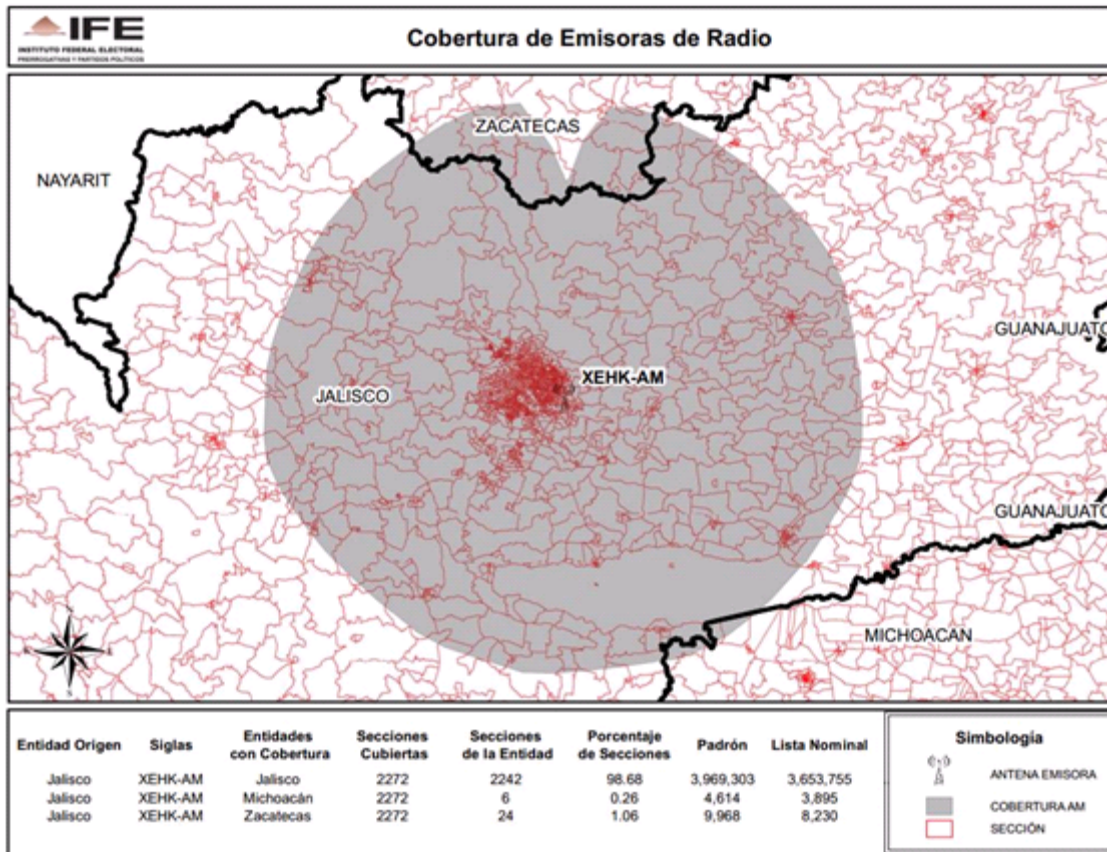 IFE
INSTITUTO FEDERAL ELECTORAL
PRERROGATIVAS Y PARTIDOS POLÍTICOS
Cobertura de Emisoras de Radio
ZACATECAS
NAYARIT
GUANAJUATO
XEHK-AM
JALISCO
GUANAJUATO
MICHOACAN
N
S
Entidad Origen Siglas Entidades con Cobertura Secciones Cubiertas Secciones de la Entidad Porcentaje de Secciones Padrón Lista Nominal
Jalisco XEHK-AM Jalisco 2272 2242 98.68 3,969,303 3,653,755
Jalisco XEHK-AM Michoacán 2272 6 0.26 4,614 3,895
Jalisco XEHK-AM Zacatecas 2272 24 1.06 9,968 8,230
Simbología
ANTENA EMISORA
COBERTURA AM
SECCIÓN